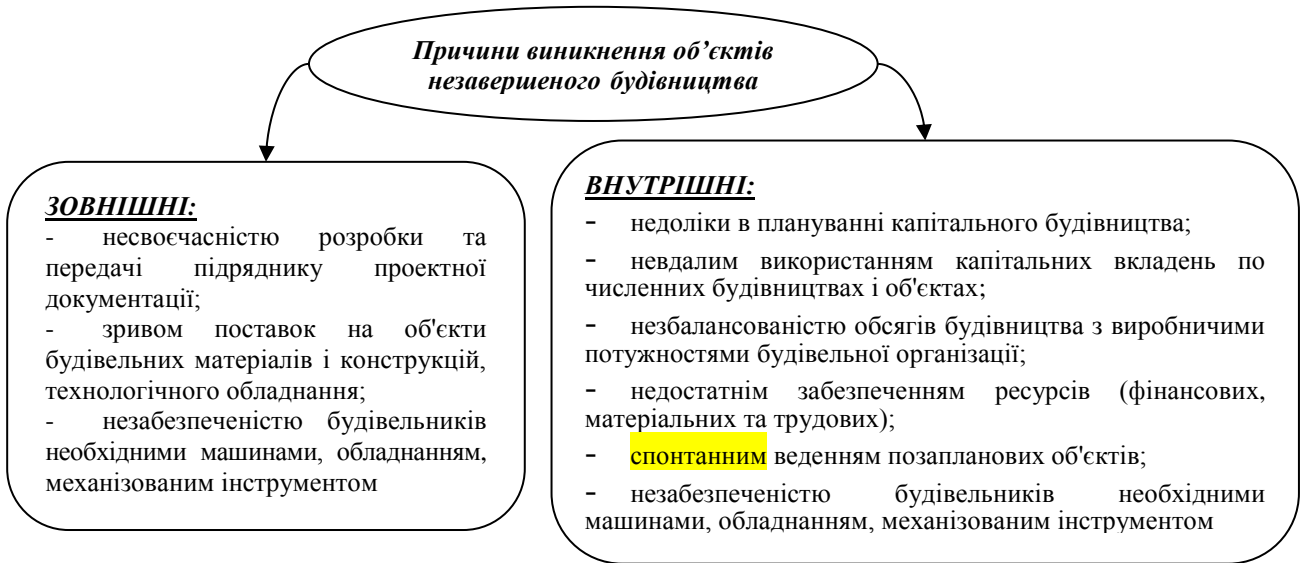 Причини виникнення об’єктів
незавершеного будівництва
ЗОВНІШНІ:
- несвоєчасністю розробки та
передачі підряднику проектної
документації;
- зривом поставок на об'єкти
будівельних матеріалів і конструкцій,
технологічного обладнання;
- незабезпеченістю будівельників
необхідними машинами, обладнанням,
механізованим інструментом
ВНУТРІШНІ:
- недоліки в плануванні капітального будівництва;
- невдалим використанням капітальних вкладень по
численних будівництвах і об'єктах;
- незбалансованістю обсягів будівництва з виробничими
потужностями будівельної організації;
- недостатнім забезпеченням ресурсів (фінансових,
матеріальних та трудових);
- спонтанним веденням позапланових об'єктів;
- незабезпеченістю будівельників необхідними
машинами, обладнанням, механізованим інструментом